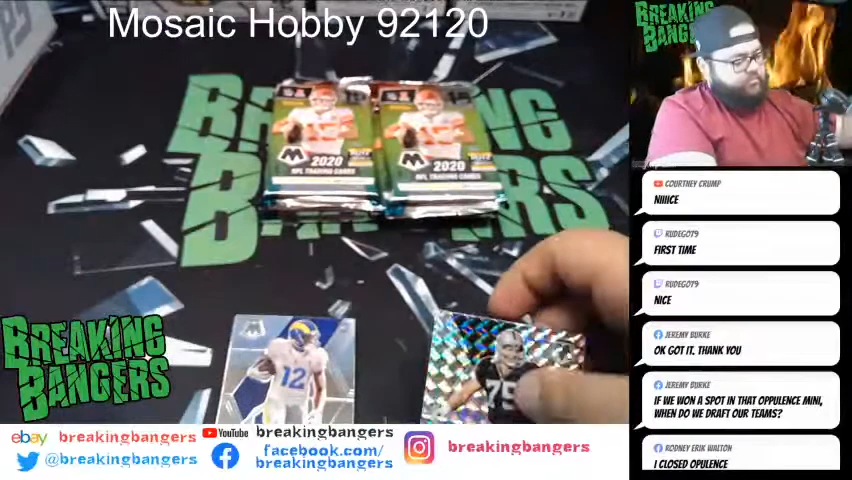 Mosaic Hobby 92120
BREAKING
BANGERS
BREAKING
BANGERS
2020
NFL TRADING CARDS
2020
NFL TRADING CARDS
12
75
BREAKING
BANGERS
COURTNEY CRUMP
NIIIICE
RUDEGO79
FIRST TIME
RUDEGO79
NICE
JEREMY BURKE
OK GOT IT. THANK YOU
JEREMY BURKE
IF WE WON A SPOT IN THAT OPPULENCE MINI,
WHEN DO WE DRAFT OUR TEAMS?
RODNEY ERIK WALTON
I CLOSED OPULENCE
ebay breakingbangers
YouTube breakingbangers
@breakingbangers
facebook.com/
breakingbangers
breakingbangers